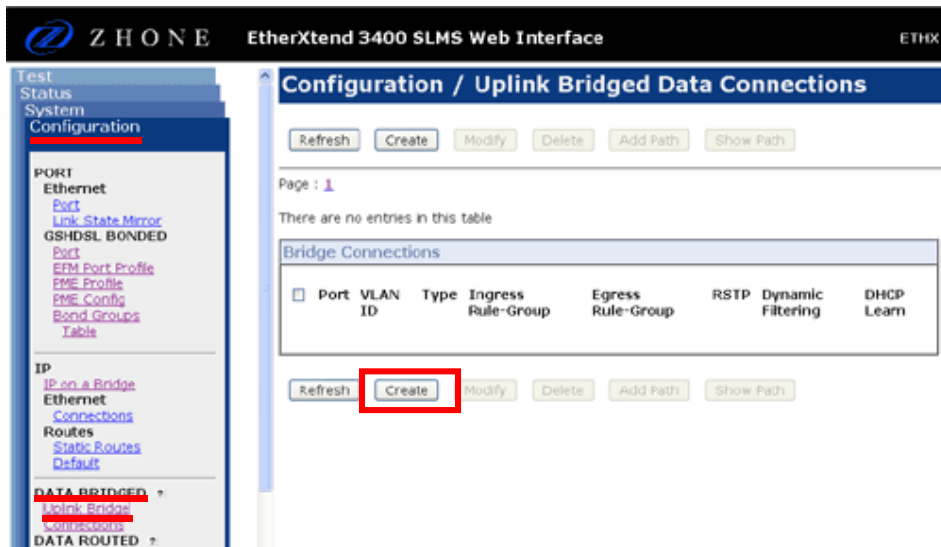 ZHONE
EtherXtend 3400 SLMS Web Interface
ETHX
Test
Status
System
Configuration
PORT
Ethernet
Port
Link State Mirror
GSHDSL BONDED
Port
EFM Port Profile
PME Profile
PME Config
Bond Groups
Table
IP
IP on a Bridge
Ethernet
Connections
Routes
Static Routes
Default
DATA BRIDGED ?
Uplink Bridge
Connections
DATA ROUTED ?
Configuration / Uplink Bridged Data Connections
Refresh Create Modify Delete Add Path Show Path
Page : 1
There are no entries in this table
Bridge Connections
Port VLAN ID Type Ingress Rule-Group Egress Rule-Group RSTP Dynamic Filtering DHCP Learn
Refresh Create Modify Delete Add Path Show Path